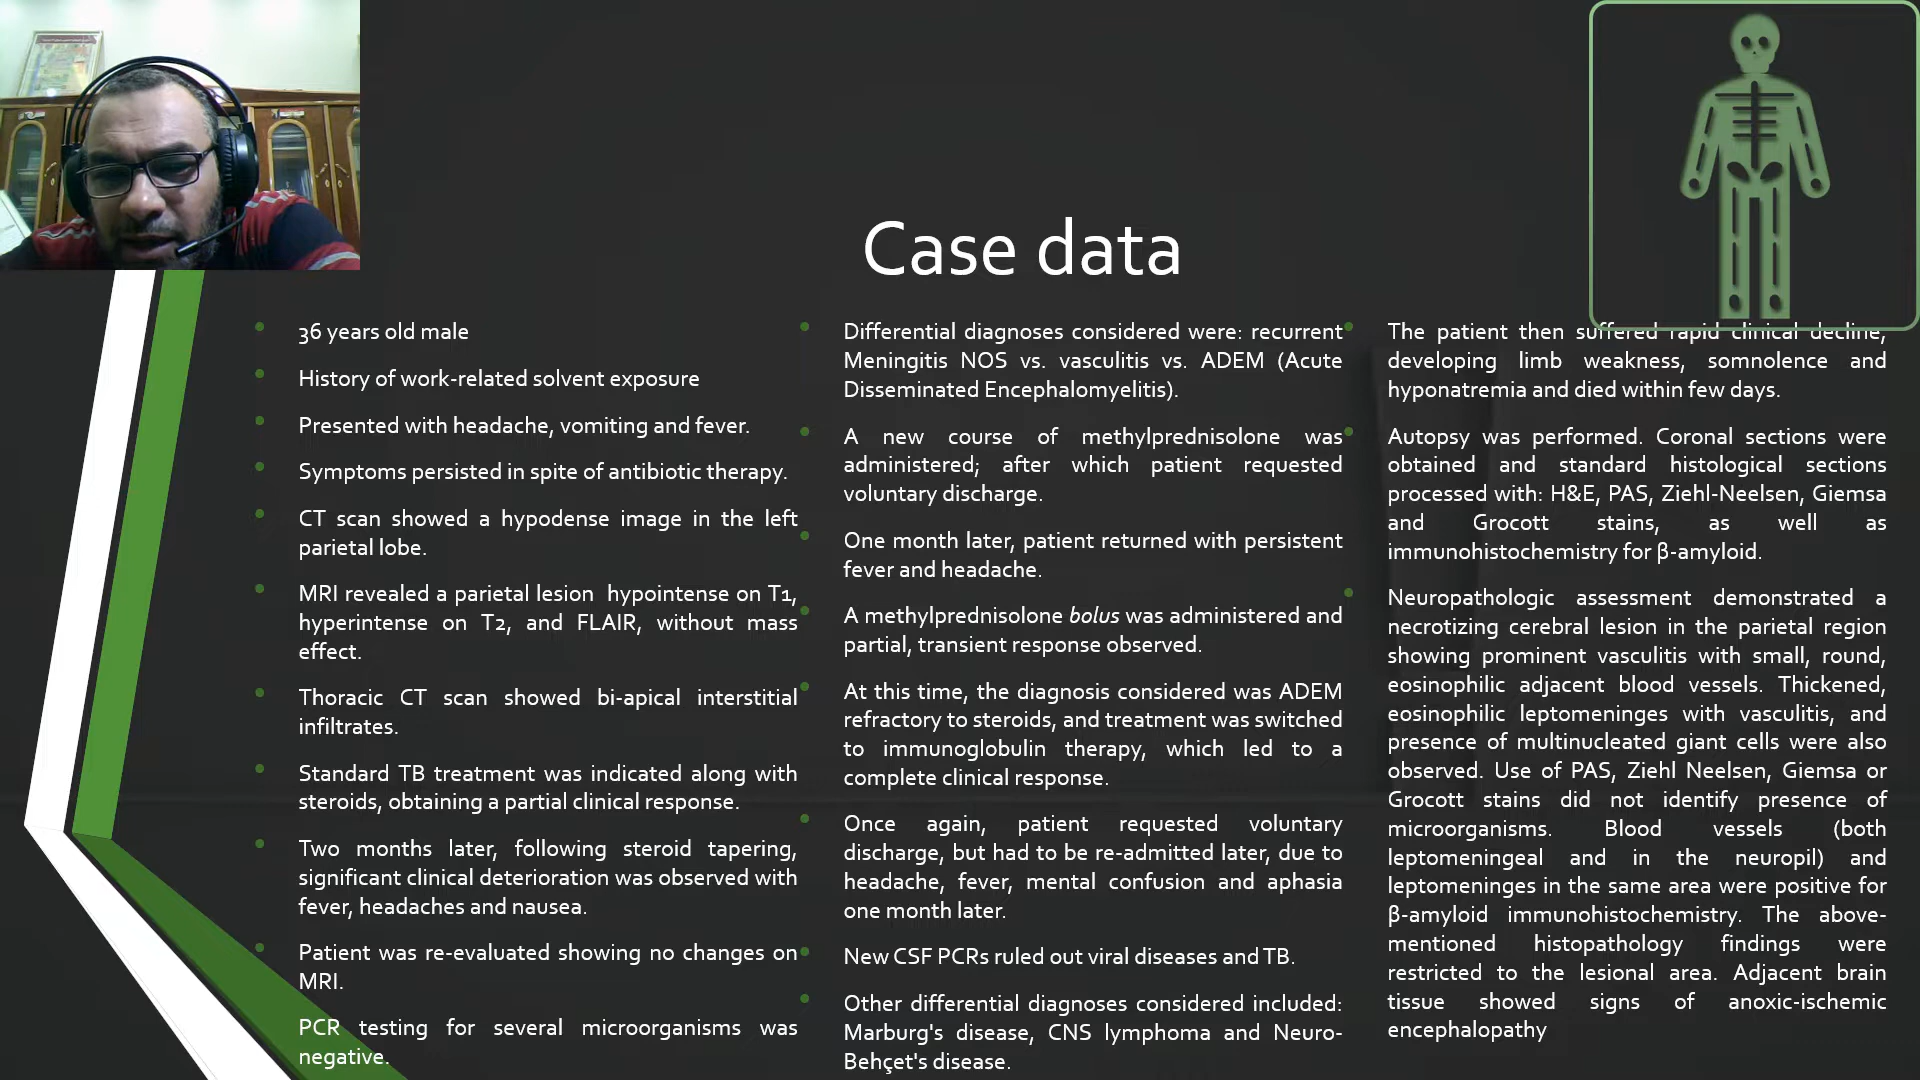 Case data
36 years old male
History of work-related solvent exposure
Presented with headache, vomiting and fever.
Symptoms persisted in spite of antibiotic therapy.
CT scan showed a hypodense image in the left
parietal lobe.
MRI revealed a parietal lesion hypointense on T1,
hyperintense on T2, and FLAIR, without mass
effect.
Thoracic CT scan showed bi-apical interstitial
infiltrates.
Standard TB treatment was indicated along with
steroids, obtaining a partial clinical response.
Two months later, following steroid tapering,
significant clinical deterioration was observed with
fever, headaches and nausea.
Patient was re-evaluated showing no changes on
MRI.
PCR testing for several microorganisms was
negative.
Differential diagnoses considered were: recurrent
Meningitis NOS vs. vasculitis vs. ADEM (Acute
Disseminated Encephalomyelitis).
A new course of methylprednisolone was
administered; after which patient requested
voluntary discharge.
One month later, patient returned with persistent
fever and headache.
A methylprednisolone bolus was administered and
partial, transient response observed.
At this time, the diagnosis considered was ADEM
refractory to steroids, and treatment was switched
to immunoglobulin therapy, which led to a
complete clinical response.
Once again, patient requested voluntary
discharge, but had to be re-admitted later, due to
headache, fever, mental confusion and aphasia
one month later.
New CSF PCRs ruled out viral diseases and TB.
Other differential diagnoses considered included:
Marburg's disease, CNS lymphoma and Neuro-
Behçet's disease.
The patient then suffered rapid clinical decline,
developing limb weakness, somnolence and
hyponatremia and died within few days.
Autopsy was performed. Coronal sections were
obtained and standard histological sections
processed with: H&E, PAS, Ziehl-Neelsen, Giemsa
and Grocott stains, as well as
immunohistochemistry for β-amyloid.
Neuropathologic assessment demonstrated a
necrotizing cerebral lesion in the parietal region
showing prominent vasculitis with small, round,
eosinophilic adjacent blood vessels. Thickened,
eosinophilic leptomeninges with vasculitis, and
presence of multinucleated giant cells were also
observed. Use of PAS, Ziehl Neelsen, Giemsa or
Grocott stains did not identify presence of
microorganisms. Blood vessels (both
leptomeningeal and in the neuropil) and
leptomeninges in the same area were positive for
β-amyloid immunohistochemistry. The above-
mentioned histopathology findings were
restricted to the lesional area. Adjacent brain
tissue showed signs of anoxic-ischemic
encephalopathy